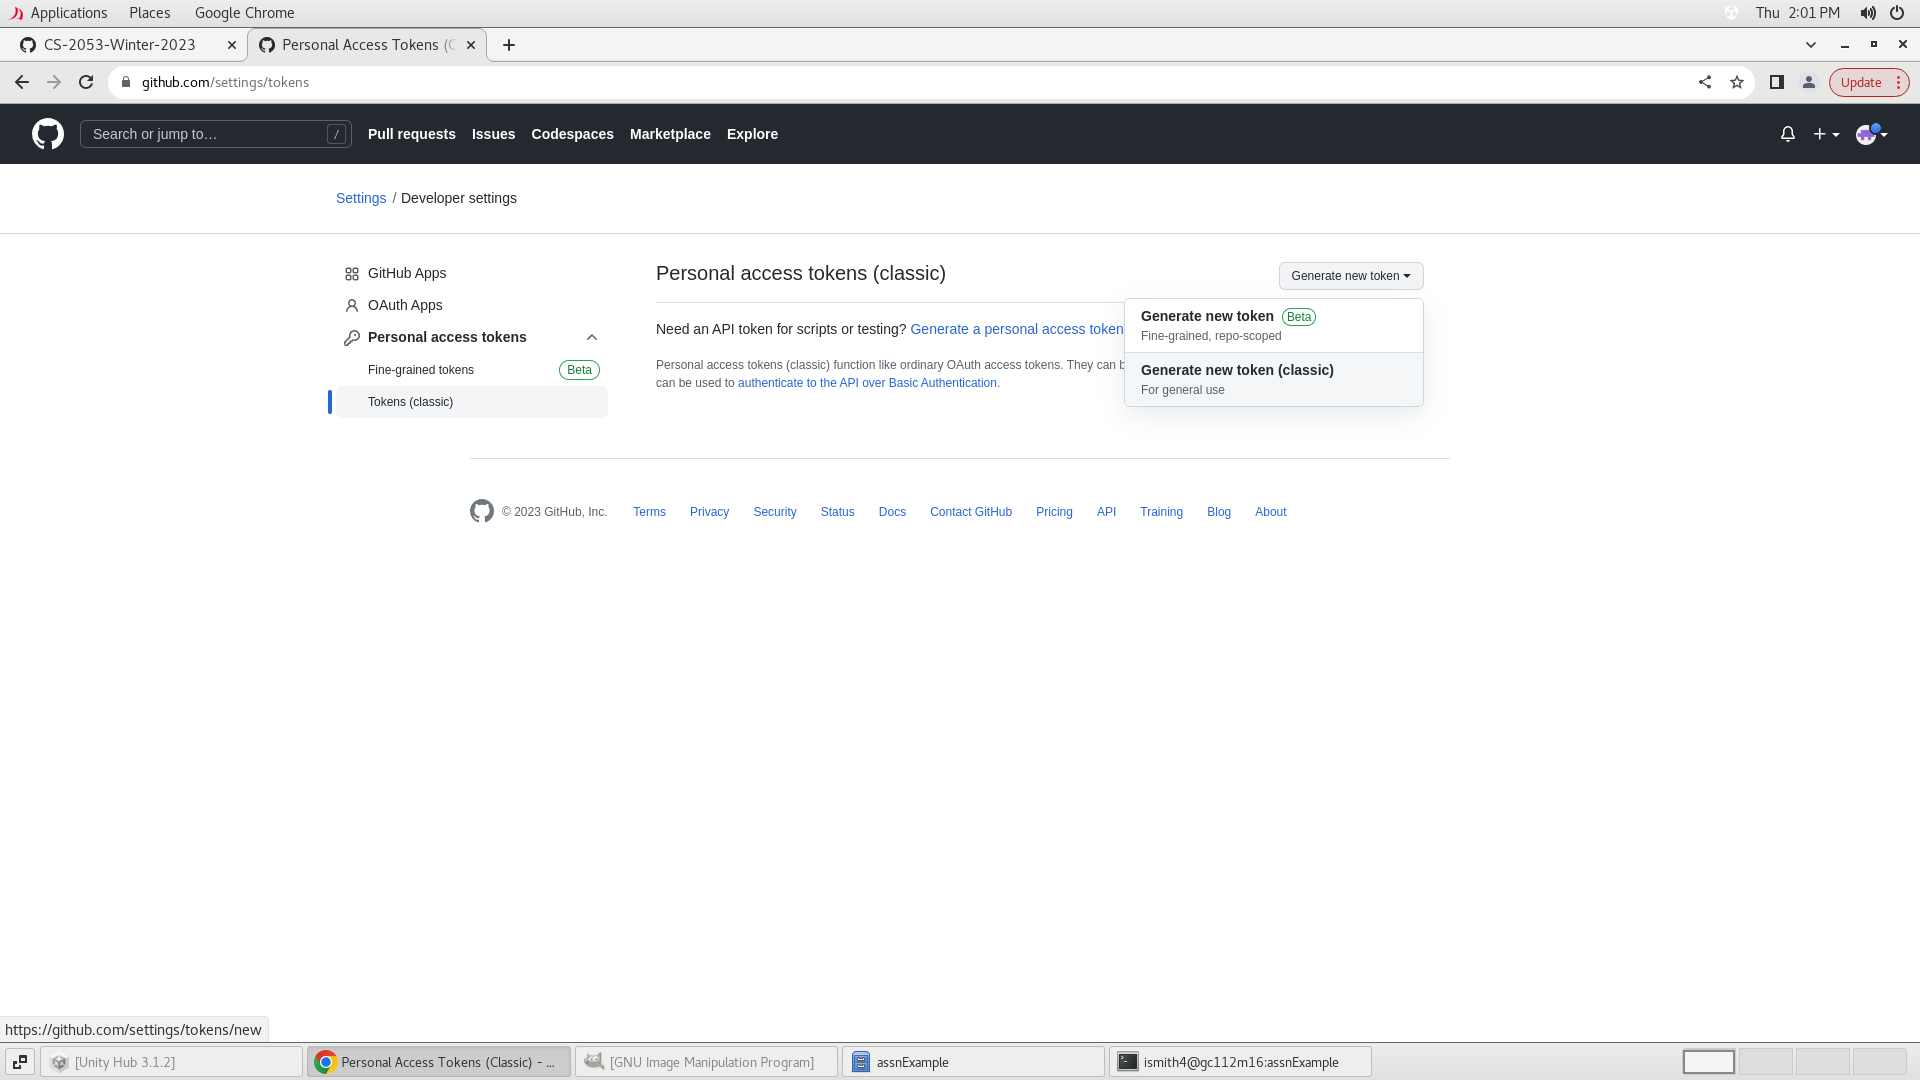 Applications Places Google Chrome Thu 2:01 PM
CS-2053-Winter-2023 Personal Access Tokens (C
github.com/settings/tokens Update
Search or jump to… / Pull requests Issues Codespaces Marketplace Explore
Settings / Developer settings
GitHub Apps
OAuth Apps
Personal access tokens
Fine-grained tokens Beta
Tokens (classic)
Personal access tokens (classic) Generate new token
Need an API token for scripts or testing? Generate a personal access token
Personal access tokens (classic) function like ordinary OAuth access tokens. They can b
can be used to authenticate to the API over Basic Authentication.
Generate new token Beta
Fine-grained, repo-scoped
Generate new token (classic)
For general use
© 2023 GitHub, Inc. Terms Privacy Security Status Docs Contact GitHub Pricing API Training Blog About
https://github.com/settings/tokens/new
[Unity Hub 3.1.2] Personal Access Tokens (Classic) - … [GNU Image Manipulation Program] assnExample ismith4@gc112m16:assnExample